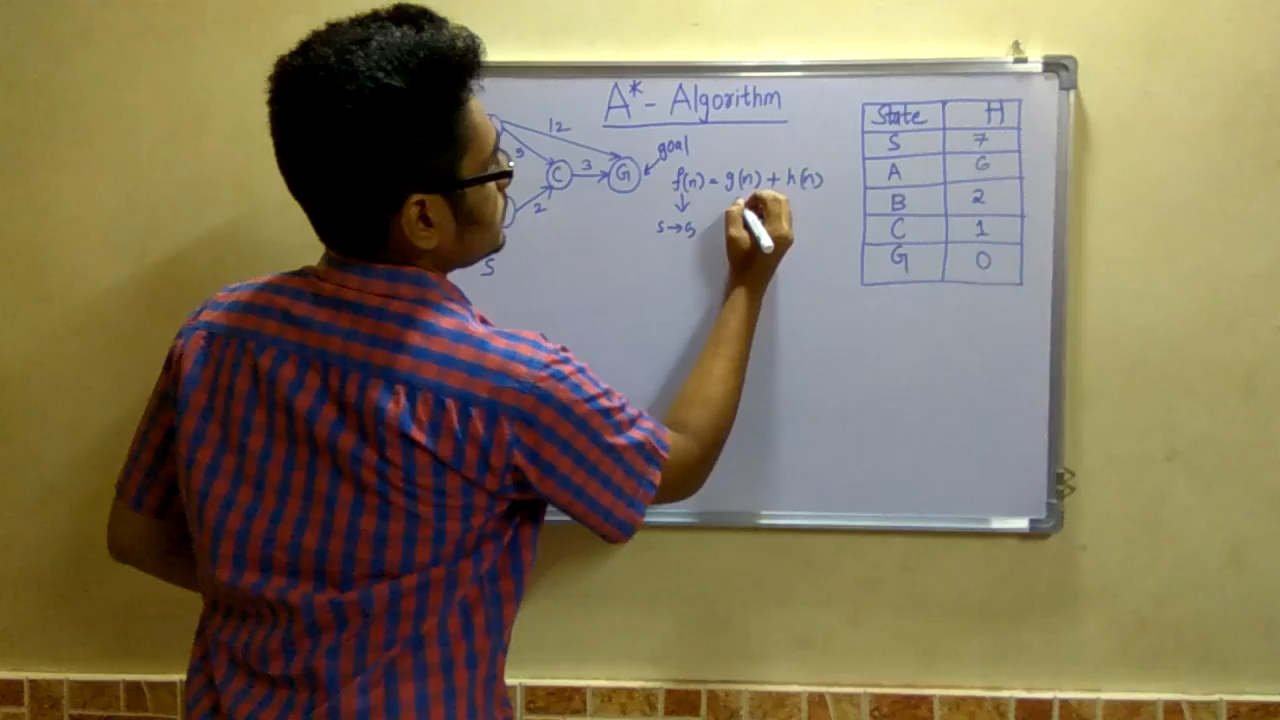 A* - Algorithm
12
5
C
3
G
goal
2
S
f(n) = g(n) + h(n)
↓
S→G
State H
S 7
A 6
B 2
C 1
G 0